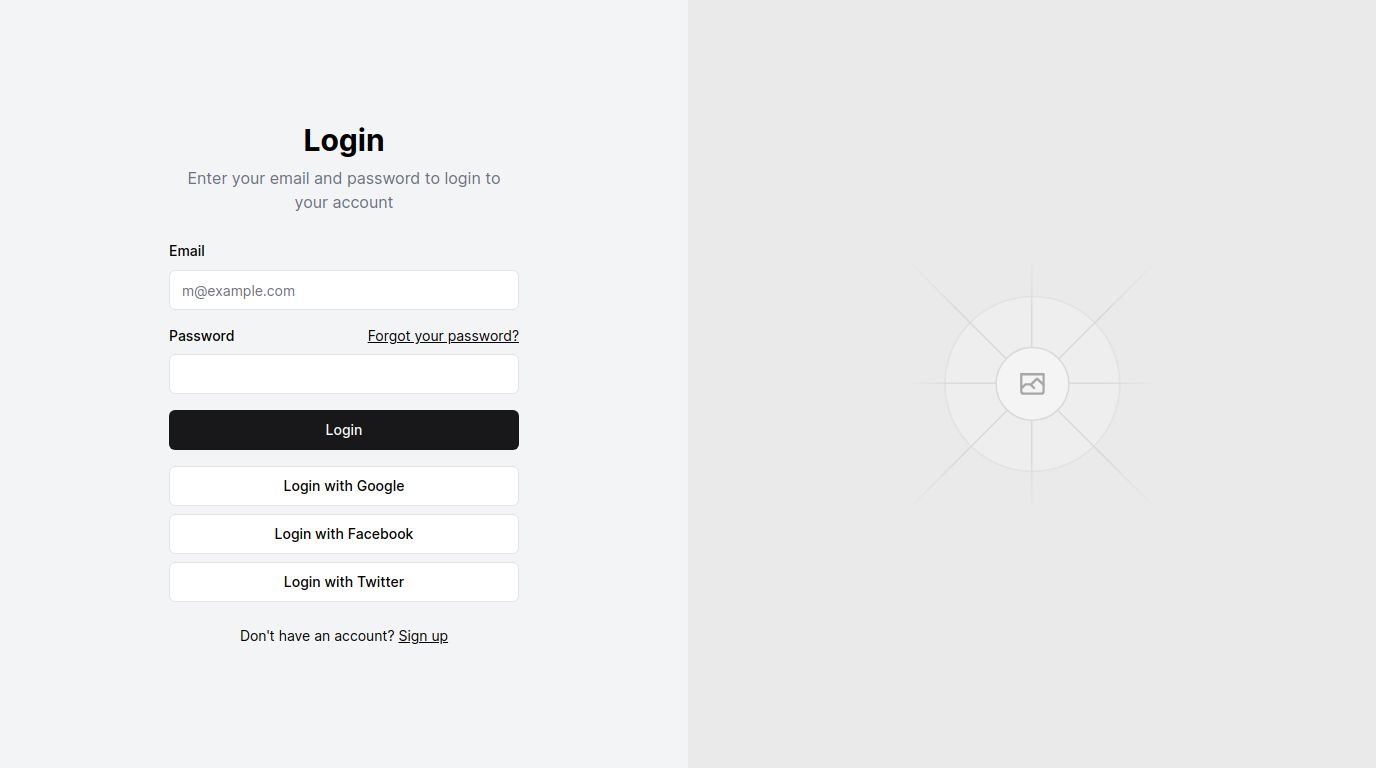 Login
Enter your email and password to login to
your account
Email
m@example.com
Password
Forgot your password?
Login
Login with Google
Login with Facebook
Login with Twitter
Don't have an account? Sign up